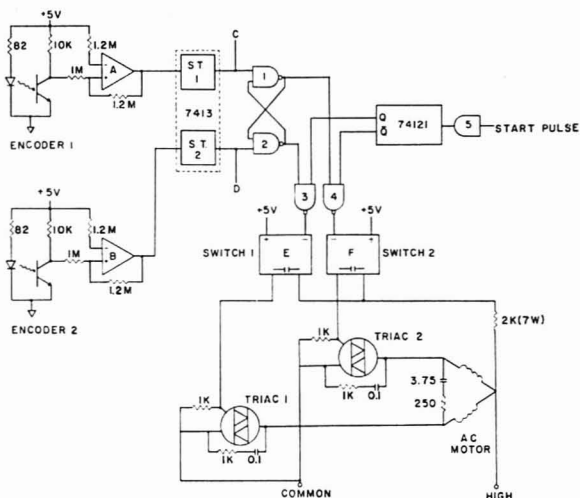 +5V
82
10K
1.2M
1M
A
1.2M
ENCODER 1
S.T.
1
7413
S.T.
2
C
D
1
2
Q
Q̄
74121
5
START PULSE
+5V
82
10K
1.2M
1M
B
1.2M
ENCODER 2
3
4
+5V
+5V
SWITCH 1
- + 
E
- +
F
SWITCH 2
2K(7W)
1K
TRIAC 2
1K
0.1
3.75
250
AC
MOTOR
1K
TRIAC 1
1K
0.1
COMMON
HIGH